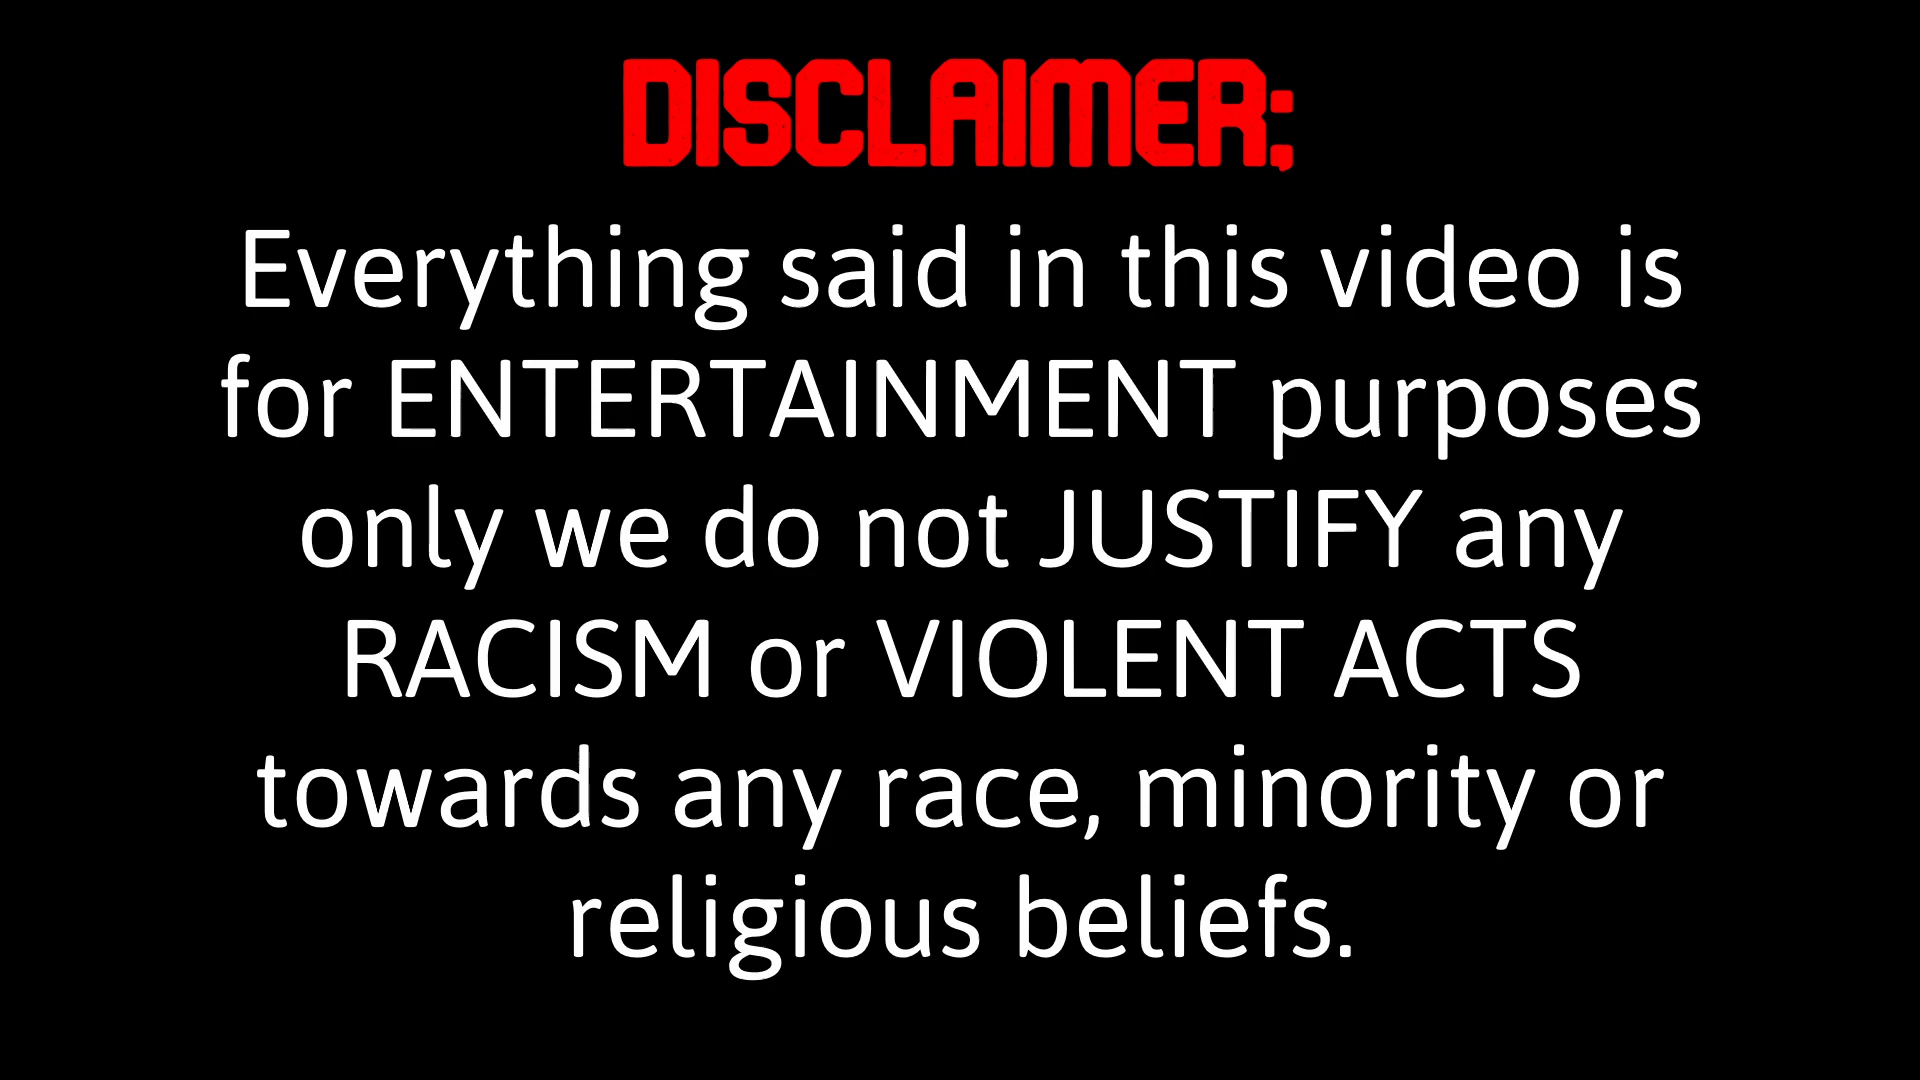 DISCLAIMER;
Everything said in this video is
for ENTERTAINMENT purposes
only we do not JUSTIFY any
RACISM or VIOLENT ACTS
towards any race, minority or
religious beliefs.